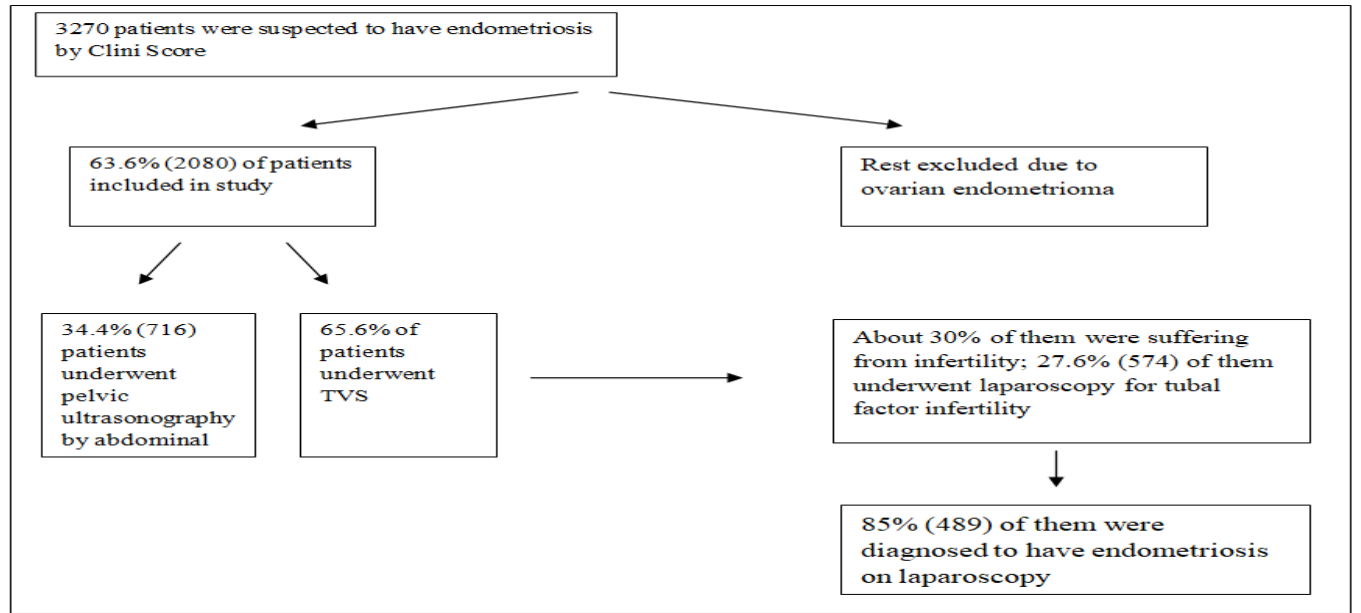 3270 patients were suspected to have endometriosis
by Clini Score
63.6% (2080) of patients
included in study
Rest excluded due to
ovarian endometrioma
34.4% (716)
patients
underwent
pelvic
ultrasonography
by abdominal
65.6% of
patients
underwent
TVS
About 30% of them were suffering
from infertility; 27.6% (574) of them
underwent laparoscopy for tubal
factor infertility
85% (489) of them were
diagnosed to have endometriosis
on laparoscopy